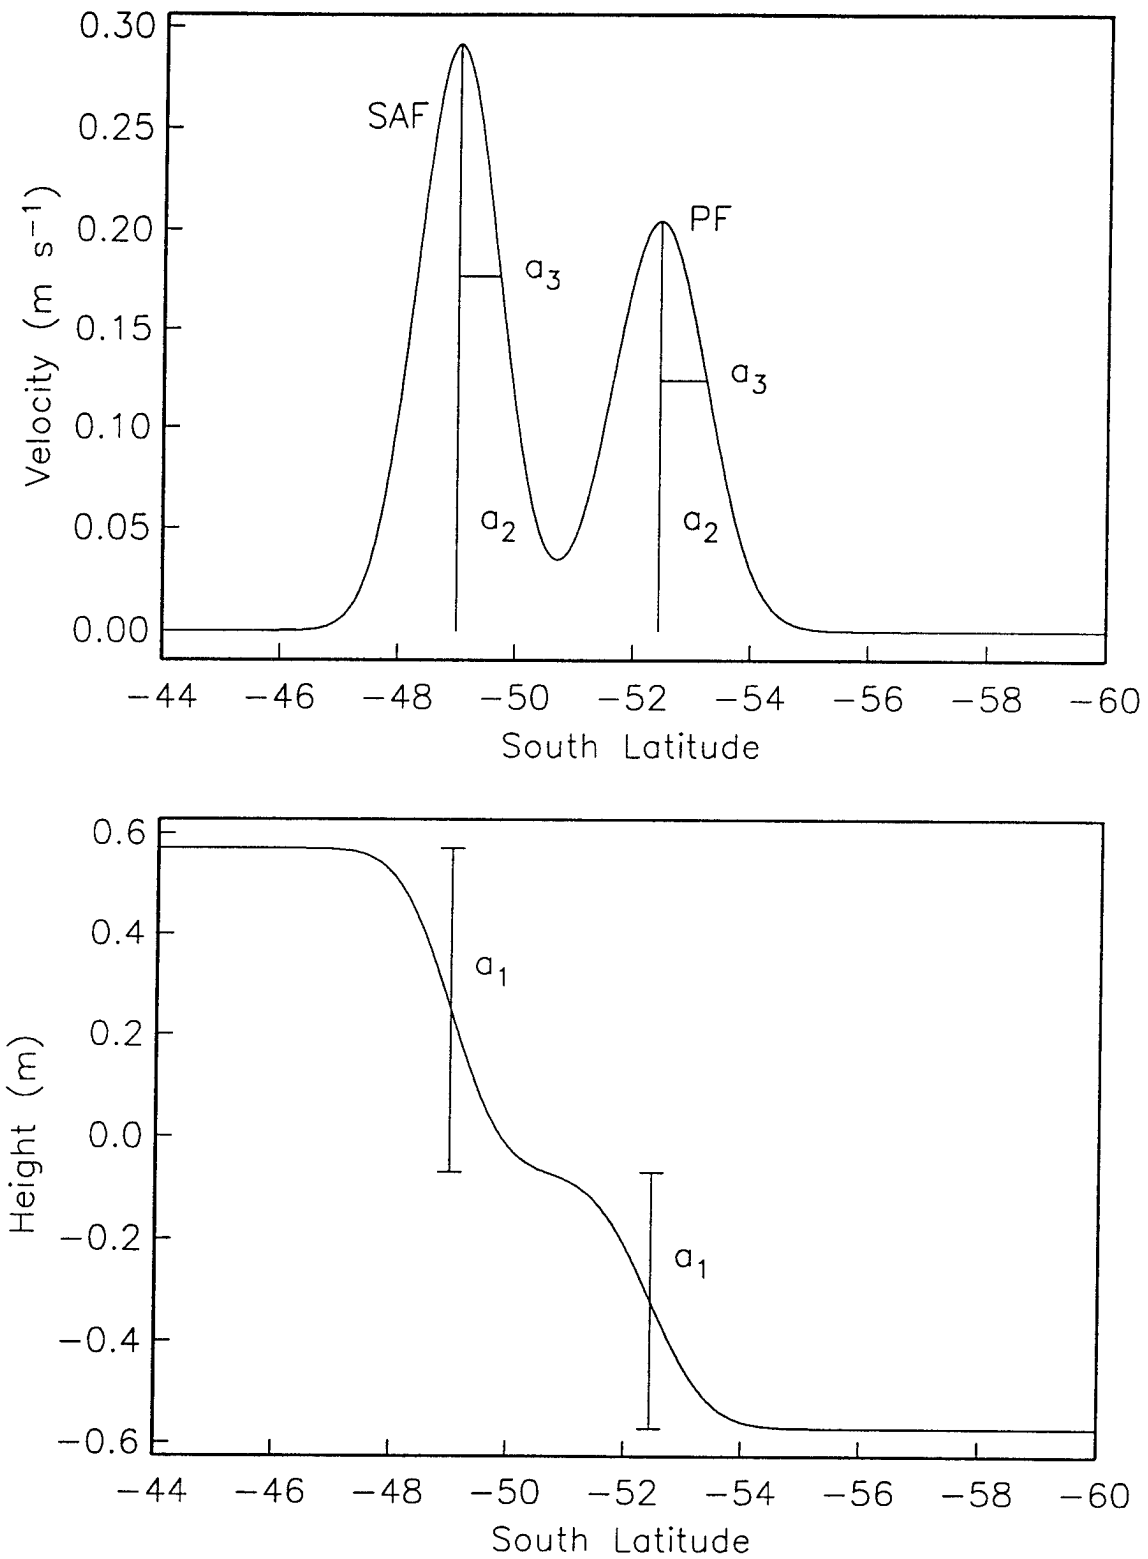 0.30
0.25
0.20
0.15
0.10
0.05
0.00
Velocity (m s⁻¹)
SAF
PF
a₃
a₃
a₂
a₂
−44 −46 −48 −50 −52 −54 −56 −58 −60
South Latitude
0.6
0.4
0.2
0.0
−0.2
−0.4
−0.6
Height (m)
a₁
a₁
−44 −46 −48 −50 −52 −54 −56 −58 −60
South Latitude